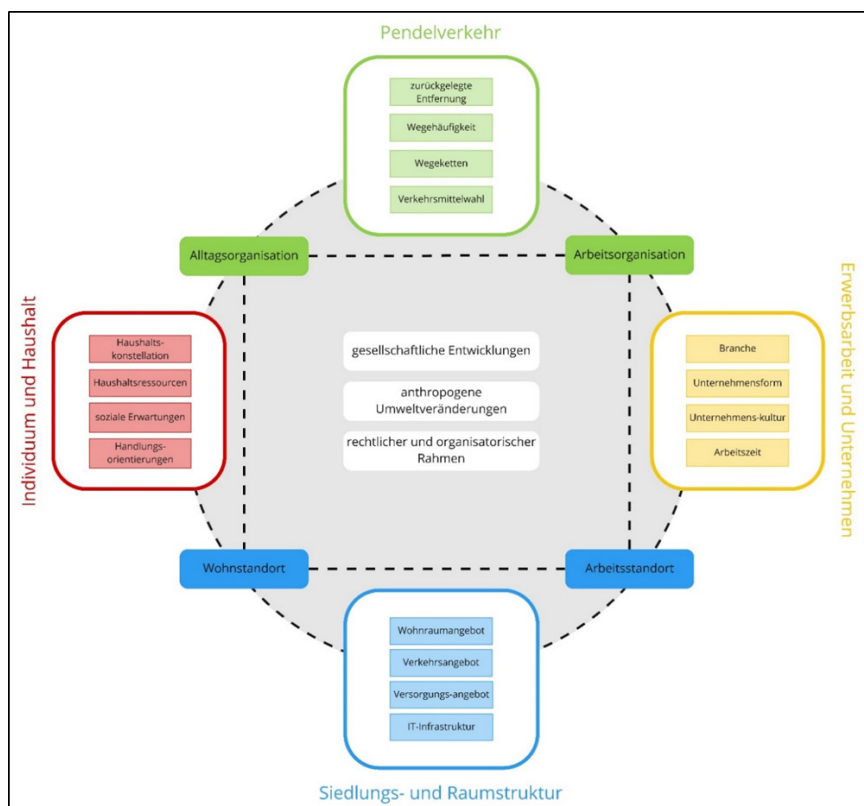 Pendelverkehr
zurückgelegte
Entfernung
Wegehäufigkeit
Wegeketten
Verkehrsmittelwahl
Alltagsorganisation
Arbeitsorganisation
Individuum und Haushalt
Haushalts-
konstellation
Haushaltsressourcen
soziale Erwartungen
Handlungs-
orientierungen
gesellschaftliche Entwicklungen
anthropogene
Umweltveränderungen
rechtlicher und organisatorischer
Rahmen
Erwerbsarbeit und Unternehmen
Branche
Unternehmensform
Unternehmens-kultur
Arbeitszeit
Wohnstandort
Arbeitsstandort
Wohnraumangebot
Verkehrsangebot
Versorgungs-angebot
IT-Infrastruktur
Siedlungs- und Raumstruktur